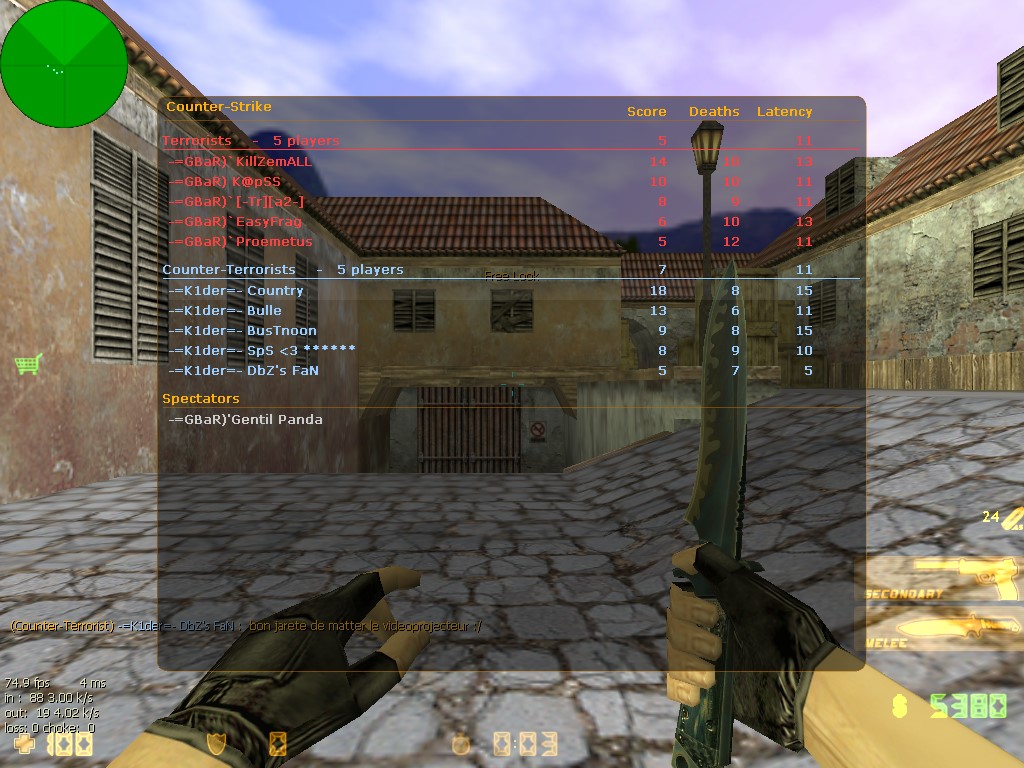 Counter-Strike Score Deaths Latency
Terrorists - 5 players 5 11
-=GBaR)`KillZemALL 14 10 13
-=GBaR) K@pSS 10 10 11
-=GBaR)`[-Tr][a2-] 8 9 11
-=GBaR)`EasyFrag 6 10 13
-=GBaR)`Proemetus 5 12 11
Counter-Terrorists - 5 players 7 11
Free Look
-=K1der=- Country 18 8 15
-=K1der=- Bulle 13 6 11
-=K1der=- BusTnoon 9 8 15
-=K1der=- SpS <3 ****** 8 9 10
-=K1der=- DbZ's FaN 5 7 5
Spectators
-=GBaR)'Gentil Panda
24
SECONDARY
MELEE
(Counter-Terrorist) -=K1der=- DbZ's FaN : bon jarete de matter le videoprojecteur :/
74.9 fps 4 ms
in : 88 3.00 k/s
out: 19 4.02 k/s
loss: 0 choke: 0
$ 5380
100 0 0:03